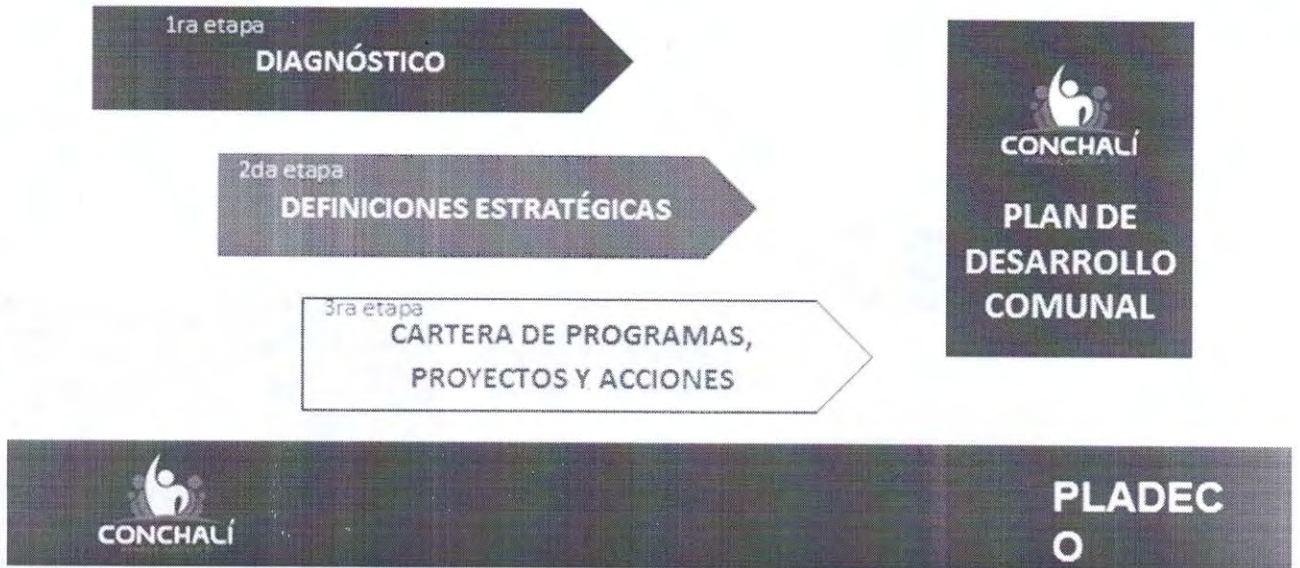 1ra etapa
DIAGNÓSTICO
2da etapa
DEFINICIONES ESTRATÉGICAS
3ra etapa
CARTERA DE PROGRAMAS,
PROYECTOS Y ACCIONES
CONCHALÍ
PLAN DE
DESARROLLO
COMUNAL
CONCHALÍ
PLADEC
O